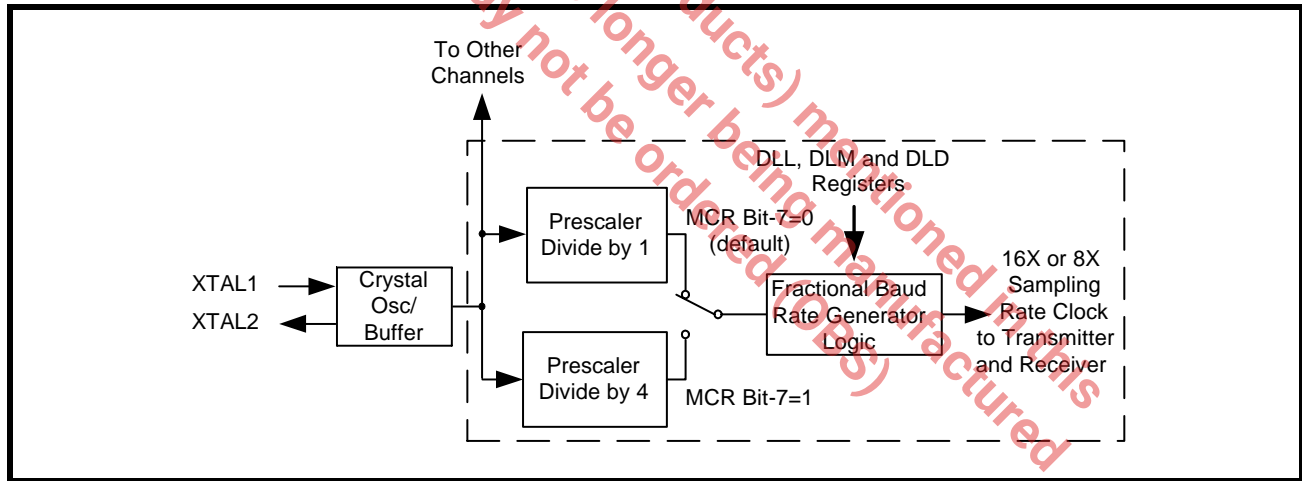 ducts) mentioned in this
longer being manufactured
y not be ordered (OBS)
To Other
Channels
DLL, DLM and DLD
Registers
Prescaler
Divide by 1
MCR Bit-7=0
(default)
XTAL1
XTAL2
Crystal
Osc/
Buffer
Fractional Baud
Rate Generator
Logic
16X or 8X
Sampling
Rate Clock
to Transmitter
and Receiver
Prescaler
Divide by 4
MCR Bit-7=1